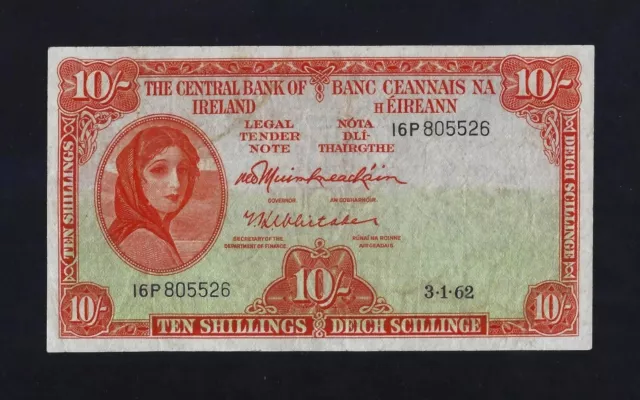 10/-
10/-
THE CENTRAL BANK OF
IRELAND
BANC CEANNAIS NA
H ÉIREANN
LEGAL
TENDER
NOTE
NÓTA
DLÍ-
THAIRGTHE
16P 805526
TEN SHILLINGS
DEICH SCILLINGE
GOVERNOR.
AN GOBHARNÓIR.
T.K. Whitaker
SECRETARY OF THE
DEPARTMENT OF FINANCE.
RÚNAÍ NA ROINNE
AIRGEADAIS
16P 805526
10/-
3·1·62
10/-
10/-
TEN SHILLINGS
DEICH SCILLINGE